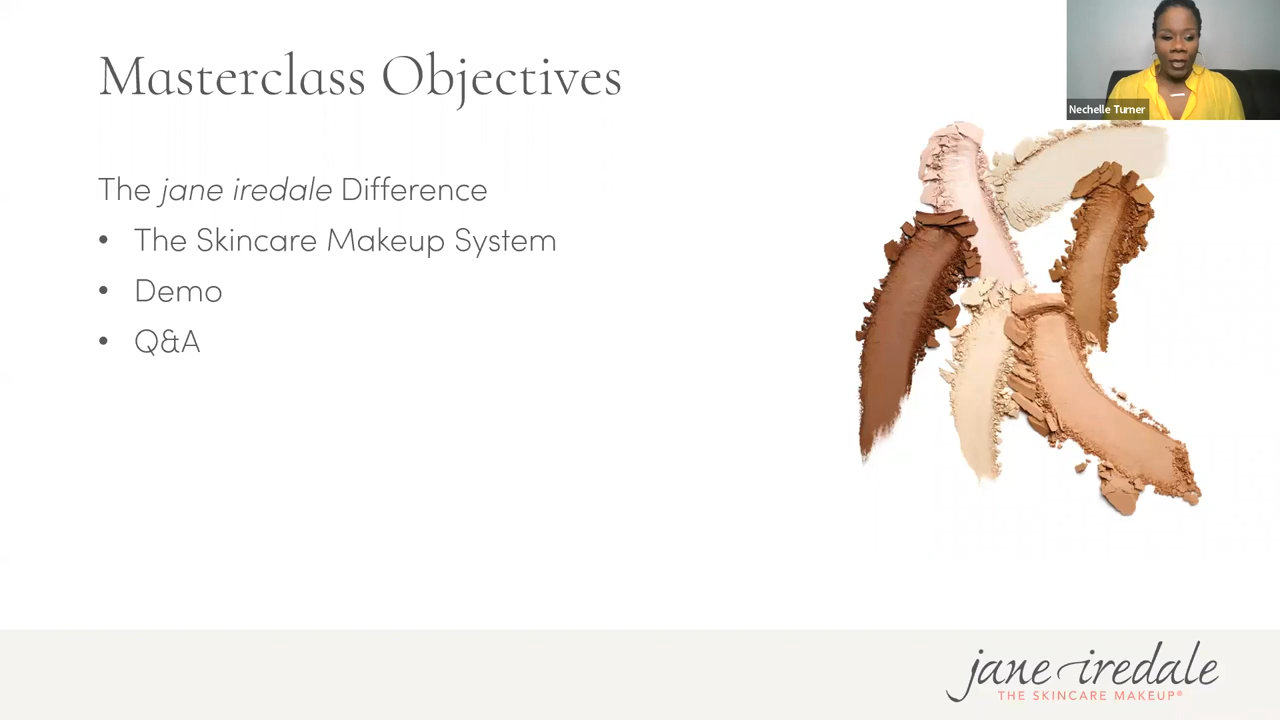 Masterclass Objectives
Nechelle Turner
The jane iredale Difference
• The Skincare Makeup System
• Demo
• Q&A
jane iredale
THE SKINCARE MAKEUP®